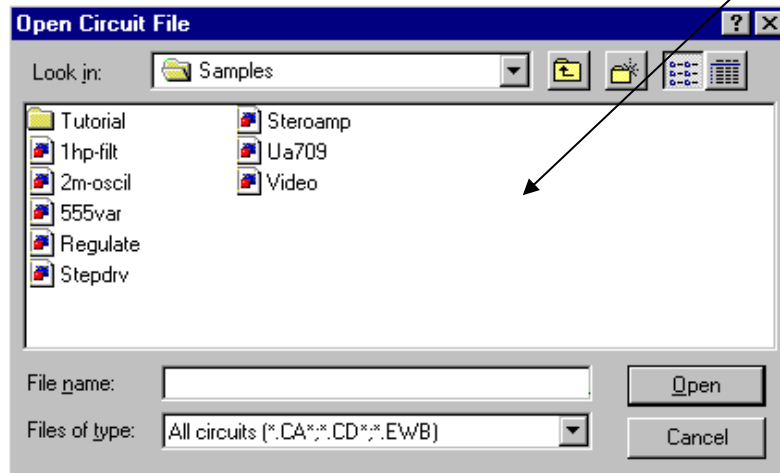 Open Circuit File
Look in: Samples
Tutorial
1hp-filt
2m-oscil
555var
Regulate
Stepdrv
Steroamp
Ua709
Video
File name:
Open
Files of type: All circuits (*.CA*;*.CD*;*.EWB)
Cancel